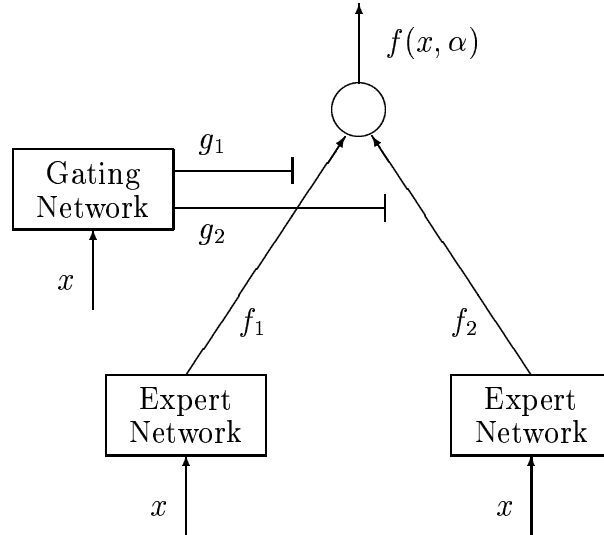 f(x, α)
g₁
Gating
Network
g₂
x
f₁
f₂
Expert
Network
Expert
Network
x
x